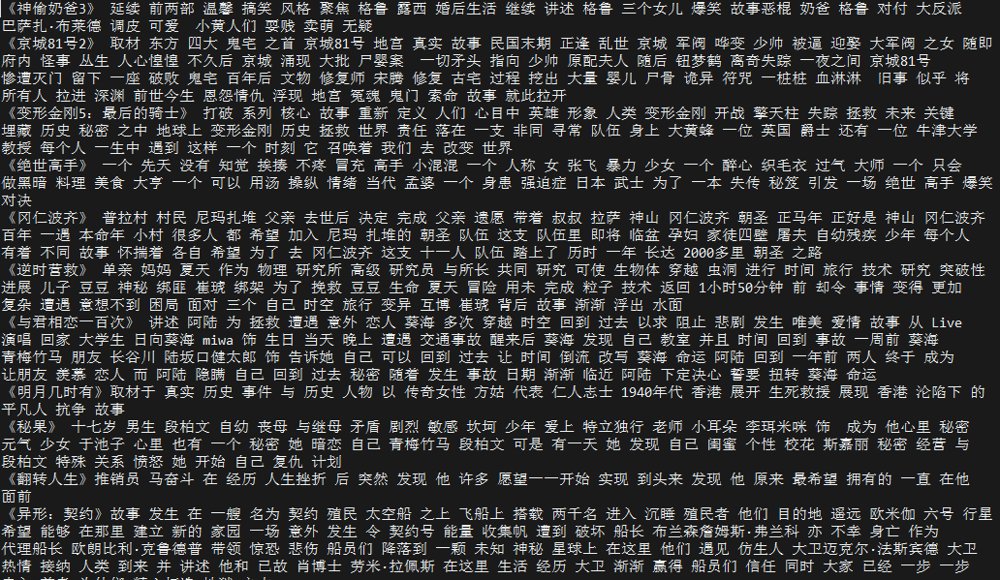 《神偷奶爸3》 延续 前两部 温馨 搞笑 风格 聚焦 格鲁 露西 婚后生活 继续 讲述 格鲁 三个女儿 爆笑 故事恶棍 奶爸 格鲁 对付 大反派
巴萨扎·布莱德 调皮 可爱  小黄人们 耍贱 卖萌 无疑
《京城81号2》 取材 东方 四大 鬼宅 之首 京城81号 地宫 真实 故事 民国末期 正逢 乱世 京城 军阀 哗变 少帅 被逼 迎娶 大军阀 之女 随即
府内 怪事 丛生 人心惶惶 不久后 京城 涌现 大批 尸婴案  一切矛头 指向 少帅 原配夫人 随后 钮梦鹤 离奇失踪 一夜之间 京城81号
惨遭灭门 留下 一座 破败 鬼宅 百年后 文物 修复师 宋腾 修复 古宅 过程 挖出 大量 婴儿 尸骨 诡异 符咒 一桩桩 血淋淋  旧事 似乎 将
所有人 拉进 深渊 前世今生 恩怨情仇 浮现 地宫 冤魂 鬼门 索命 故事 就此拉开
《变形金刚5：最后的骑士》 打破 系列 核心 故事 重新 定义 人们 心目中 英雄 形象 人类 变形金刚 开战 擎天柱 失踪 拯救 未来 关键
埋藏 历史 秘密 之中 地球上 变形金刚 历史 拯救 世界 责任 落在 一支 非同 寻常 队伍 身上 大黄蜂 一位 英国 爵士 还有 一位 牛津大学
教授 每个人 一生中 遇到 这样 一个 时刻 它 召唤着 我们 去 改变 世界
《绝世高手》 一个 先天 没有 知觉 挨揍 不疼 冒充 高手 小混混 一个 人称 女 张飞 暴力 少女 一个 醉心 织毛衣 过气 大师 一个 只会
做黑暗 料理 美食 大亨 一个 可以 用汤 操纵 情绪 当代 孟婆 一个 身患 强迫症 日本 武士 为了 一本 失传 秘笈 引发 一场 绝世 高手 爆笑
对决
《冈仁波齐》 普拉村 村民 尼玛扎堆 父亲 去世后 决定 完成 父亲 遗愿 带着 叔叔 拉萨 神山 冈仁波齐 朝圣 正马年 正好是 神山 冈仁波齐
百年 一遇 本命年 小村 很多人 都 希望 加入 尼玛 扎堆的 朝圣 队伍 这支 队伍里 即将 临盆 孕妇 家徒四壁 屠夫 自幼残疾 少年 每个人
有着 不同 故事 怀揣着 各自 希望 为了 去 冈仁波齐 这支 十一人 队伍 踏上了 历时 一年 长达 2000多里 朝圣 之路
《逆时营救》 单亲 妈妈 夏天 作为 物理 研究所 高级 研究员 与所长 共同 研究 可使 生物体 穿越 虫洞 进行 时间 旅行 技术 研究 突破性
进展 儿子 豆豆 神秘 绑匪 崔琥 绑架 为了 挽救 豆豆 生命 夏天 冒险 用未 完成 粒子 技术 返回 1小时50分钟 前 却令 事情 变得 更加
复杂 遭遇 意想不到 困局 面对 三个 自己 时空 旅行 变异 互博 崔琥 背后 故事 渐渐 浮出 水面
《与君相恋一百次》 讲述 阿陆 为 拯救 遭遇 意外 恋人 葵海 多次 穿越 时空 回到 过去 以求 阻止 悲剧 发生 唯美 爱情 故事 从 Live
演唱 回家 大学生 日向葵海 miwa 饰 生日 当天 晚上 遭遇 交通事故 醒来后 葵海 发现 自己 教室 并且 时间 回到 事故 一周前 葵海
青梅竹马 朋友 长谷川 陆坂口健太郎 饰 告诉她 自己 可以 回到 过去 让 时间 倒流 改写 葵海 命运 阿陆 回到 一年前 两人 终于 成为
让朋友 羡慕 恋人 而 阿陆 隐瞒 自己 回到 过去 秘密 随着 发生 事故 日期 渐渐 临近 阿陆 下定决心 誓要 扭转 葵海 命运
《明月几时有》取材于 真实 历史 事件 与 历史 人物 以 传奇女性 方姑 代表 仁人志士 1940年代 香港 展开 生死救援 展现 香港 沦陷下 的
平凡人 抗争 故事
《秘果》 十七岁 男生 段柏文 自幼 丧母 与继母 矛盾 剧烈 敏感 坎坷 少年 爱上 特立独行 老师 小耳朵 李珥米咪 饰  成为 他心里 秘密
元气 少女 于池子 心里 也有 一个 秘密 她 暗恋 自己 青梅竹马 段柏文 可是 有一天 她 发现 自己 闺蜜 个性 校花 斯嘉丽 秘密 经营 与
段柏文 特殊 关系 愤怒 她 开始 自己 复仇 计划
《翻转人生》推销员 马奋斗 在 经历 人生挫折 后 突然 发现 他 许多 愿望一一开始 实现 到头来 发现 他 原来 最希望 拥有的 一直 在他
面前
《异形：契约》故事 发生 在 一艘 名为 契约 殖民 太空船 之上 飞船上 搭载 两千名 进入 沉睡 殖民者 他们 目的地 遥远 欧米伽 六号 行星
希望 能够 在那里 建立 新的 家园 一场 意外 发生 令 契约号 能量 收集帆 遭到 破坏 船长 布兰森詹姆斯·弗兰科 亦 不幸 身亡 作为
代理船长 欧朗比利·克鲁德普 带领 惊恐 悲伤 船员们 降落到 一颗 未知 神秘 星球上 在这里 他们 遇见 仿生人 大卫迈克尔·法斯宾德 大卫
热情 接纳 人类 到来 并 讲述 他和 已故 肖博士 劳米·拉佩斯 在这里 生活 经历 大卫 渐渐 赢得 船员们 信任 同时 大家 已经 一步 一步